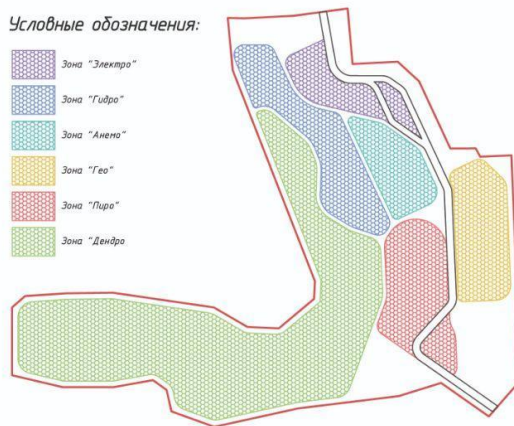 Условные обозначения:
Зона "Электро"
Зона "Гидро"
Зона "Анемо"
Зона "Гео"
Зона "Пиро"
Зона "Дендро